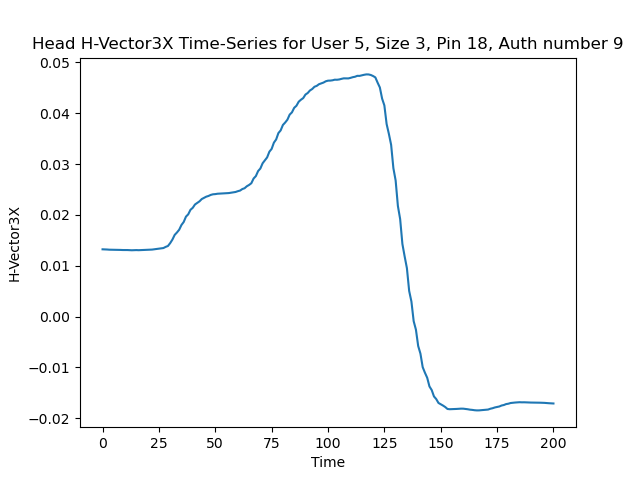 Head H-Vector3X Time-Series for User 5, Size 3, Pin 18, Auth number 9
0.05
0.04
0.03
0.02
0.01
0.00
−0.01
−0.02
H-Vector3X
0 25 50 75 100 125 150 175 200
Time